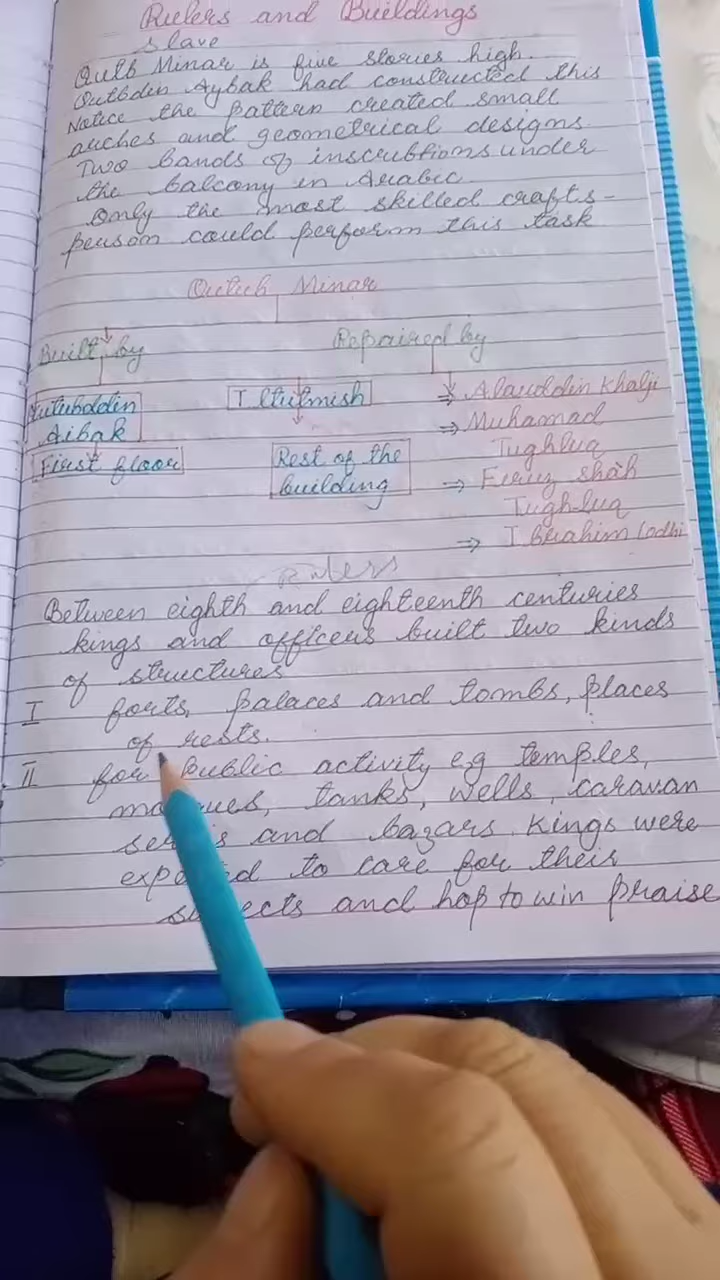 Rulers and Buildings
slave
Qutb Minar is five stories high.
Qutbdin Aybak had constructed this
Notice the pattern created small
arches and geometrical designs.
Two bands of inscrubtions under
the balcony in Arabic
Only the most skilled crafts-
person could perform this task
Qutub Minar
Built by
Repaired by
Qutubddin
Aibak
First floor
Iltutmish
Rest of the
building
⇒ Alauddin Khalji
⇒ Muhamad
Tughluq
⇒ Feruz Shah
Tughluq
⇒ Ibrahim Lodhi
Rulers
Between eighth and eighteenth centuries
kings and officers built two kinds
of structures
I forts, palaces and tombs, places
of rests.
II for public activity e.g temples,
tanks, wells, caravan
and bazars. Kings were
to care for their
and hop to win praise